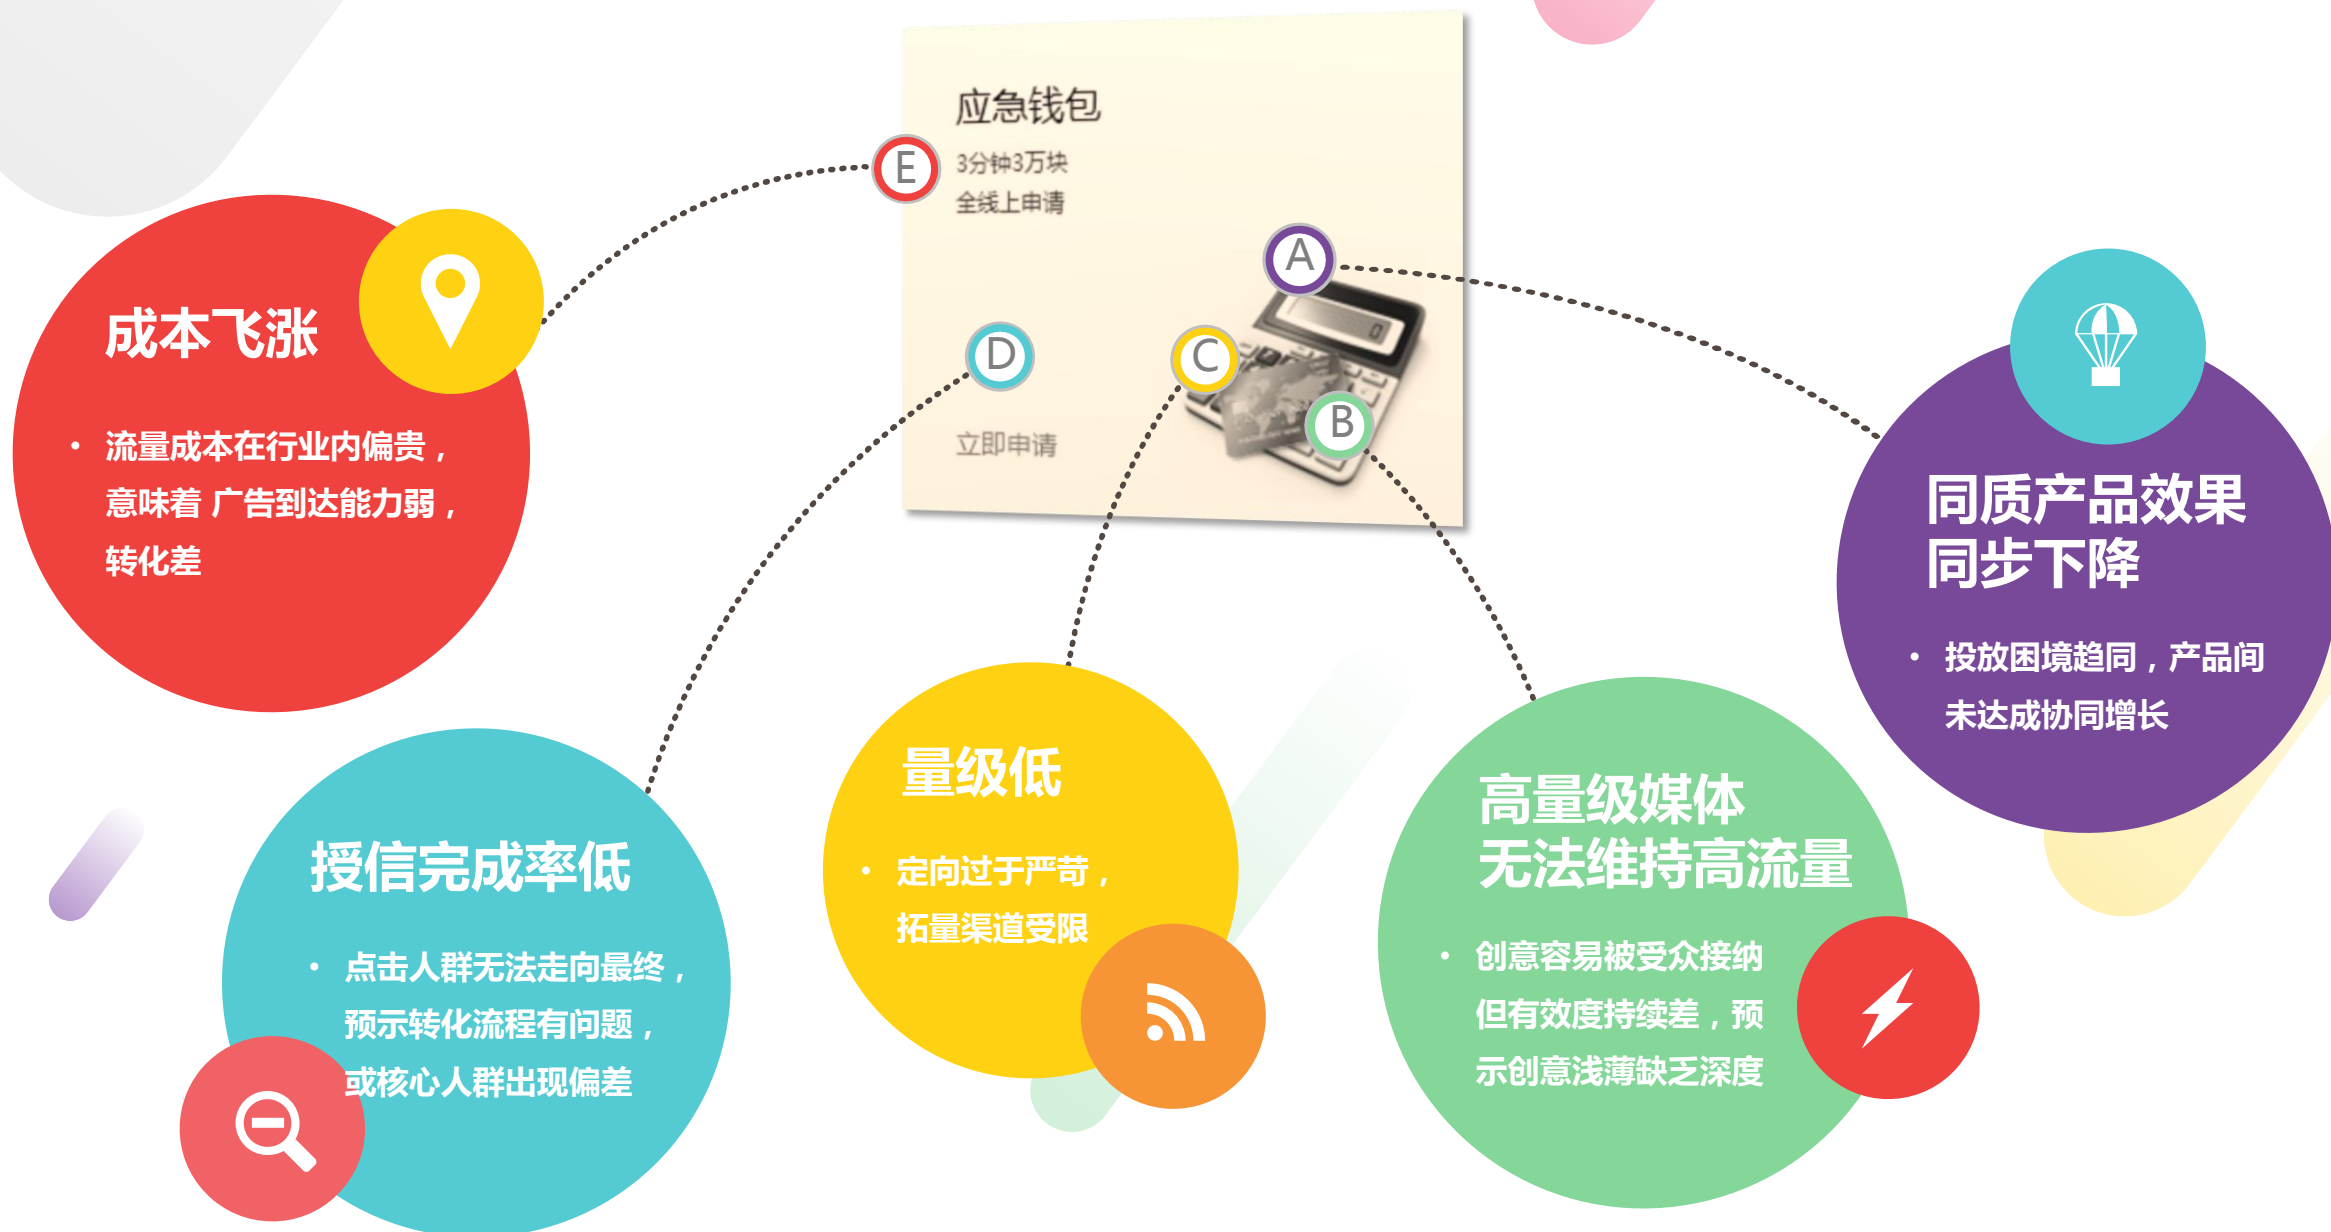 应急钱包
3分钟3万块
全线上申请
立即申请
E
A
D
C
B
0
成本飞涨
• 流量成本在行业内偏贵，
意味着 广告到达能力弱，
转化差
授信完成率低
• 点击人群无法走向最终，
预示转化流程有问题，
或核心人群出现偏差
量级低
• 定向过于严苛，
拓量渠道受限
高量级媒体
无法维持高流量
• 创意容易被受众接纳
但有效度持续差，预
示创意浅薄缺乏深度
同质产品效果
同步下降
• 投放困境趋同，产品间
未达成协同增长